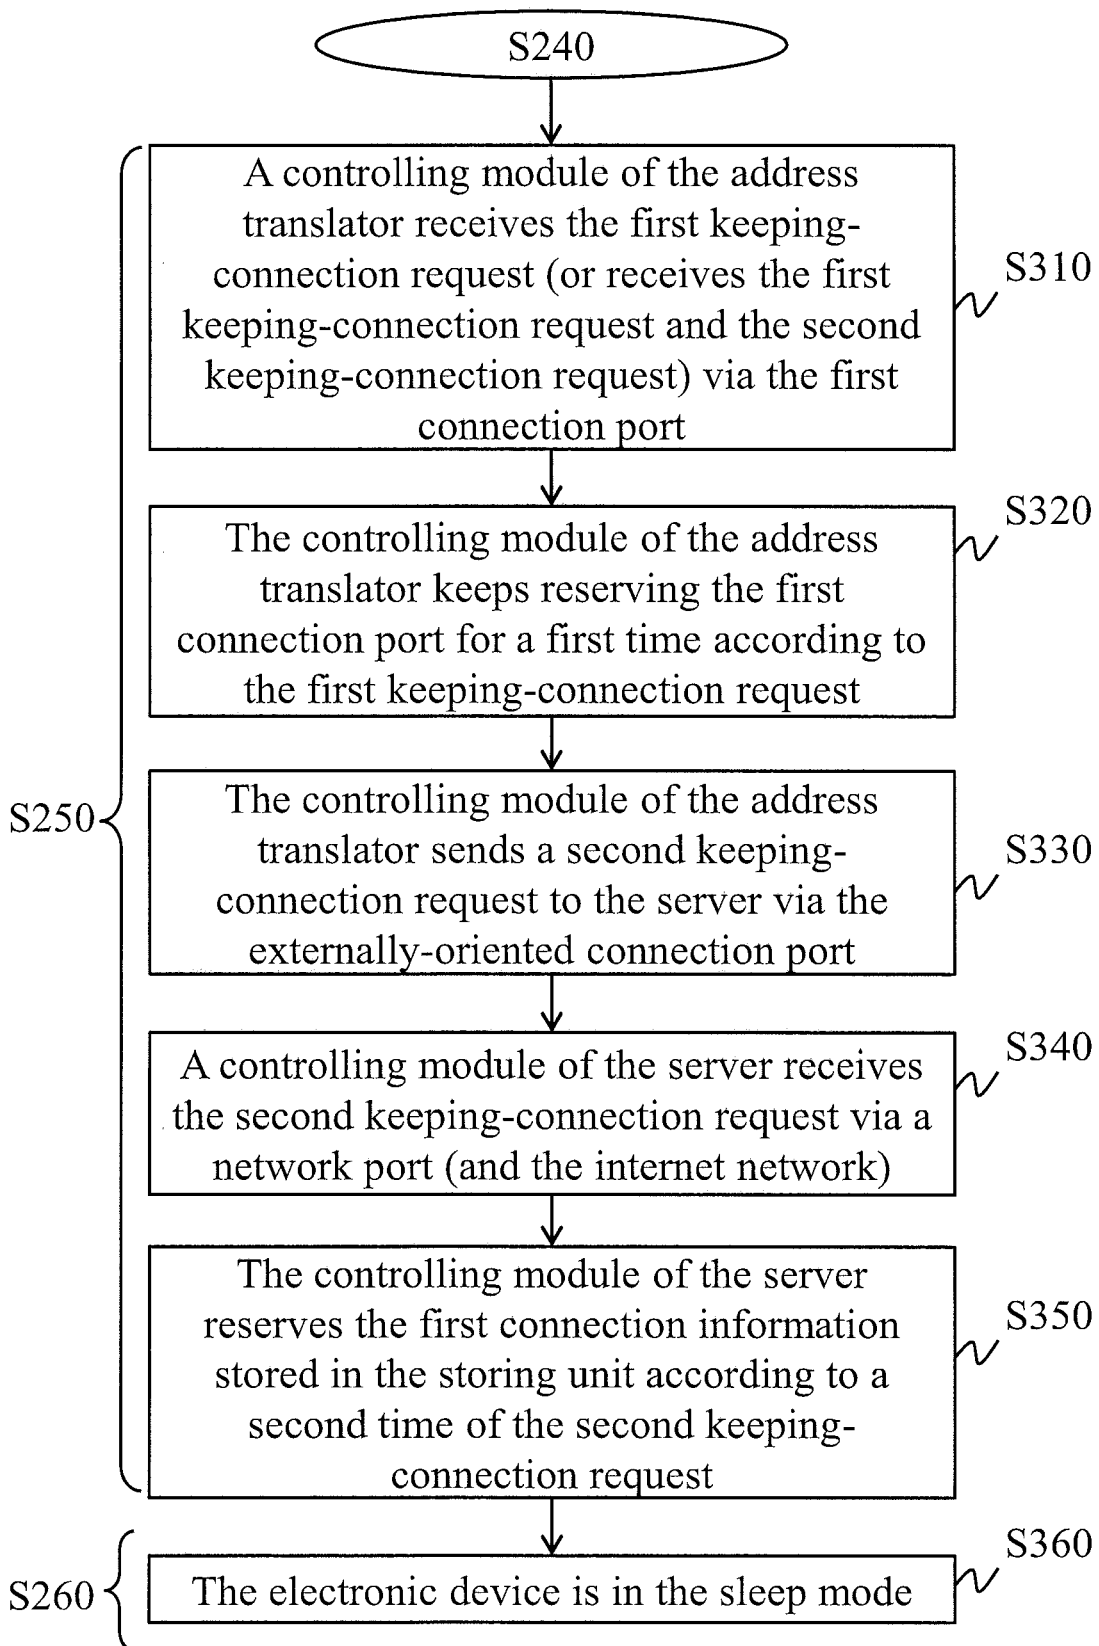 S240
A controlling module of the address
translator receives the first keeping-
connection request (or receives the first
keeping-connection request and the second
keeping-connection request) via the first
connection port
S310
The controlling module of the address
translator keeps reserving the first
connection port for a first time according to
the first keeping-connection request
S320
The controlling module of the address
translator sends a second keeping-
connection request to the server via the
externally-oriented connection port
S330
S250
A controlling module of the server receives
the second keeping-connection request via a
network port (and the internet network)
S340
The controlling module of the server
reserves the first connection information
stored in the storing unit according to a
second time of the second keeping-
connection request
S350
The electronic device is in the sleep mode
S360
S260